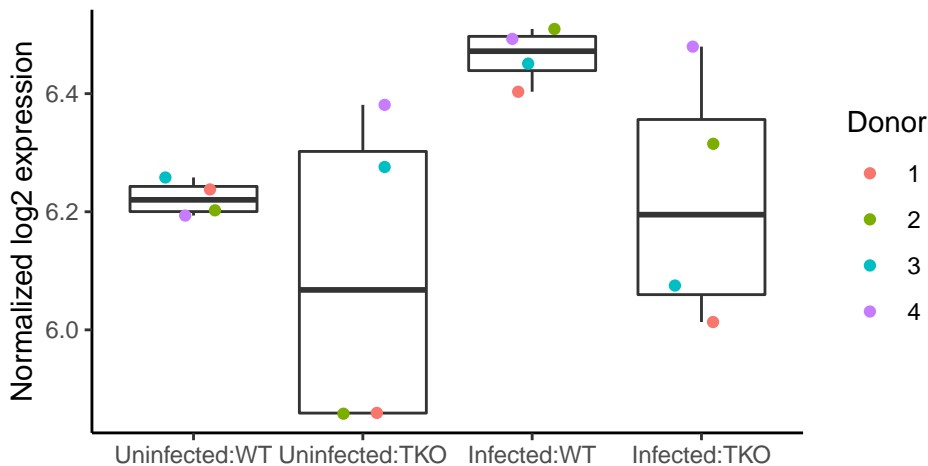 Normalized log2 expression
6.4
6.2
6.0
Uninfected:WT Uninfected:TKO Infected:WT Infected:TKO
Donor
1
2
3
4